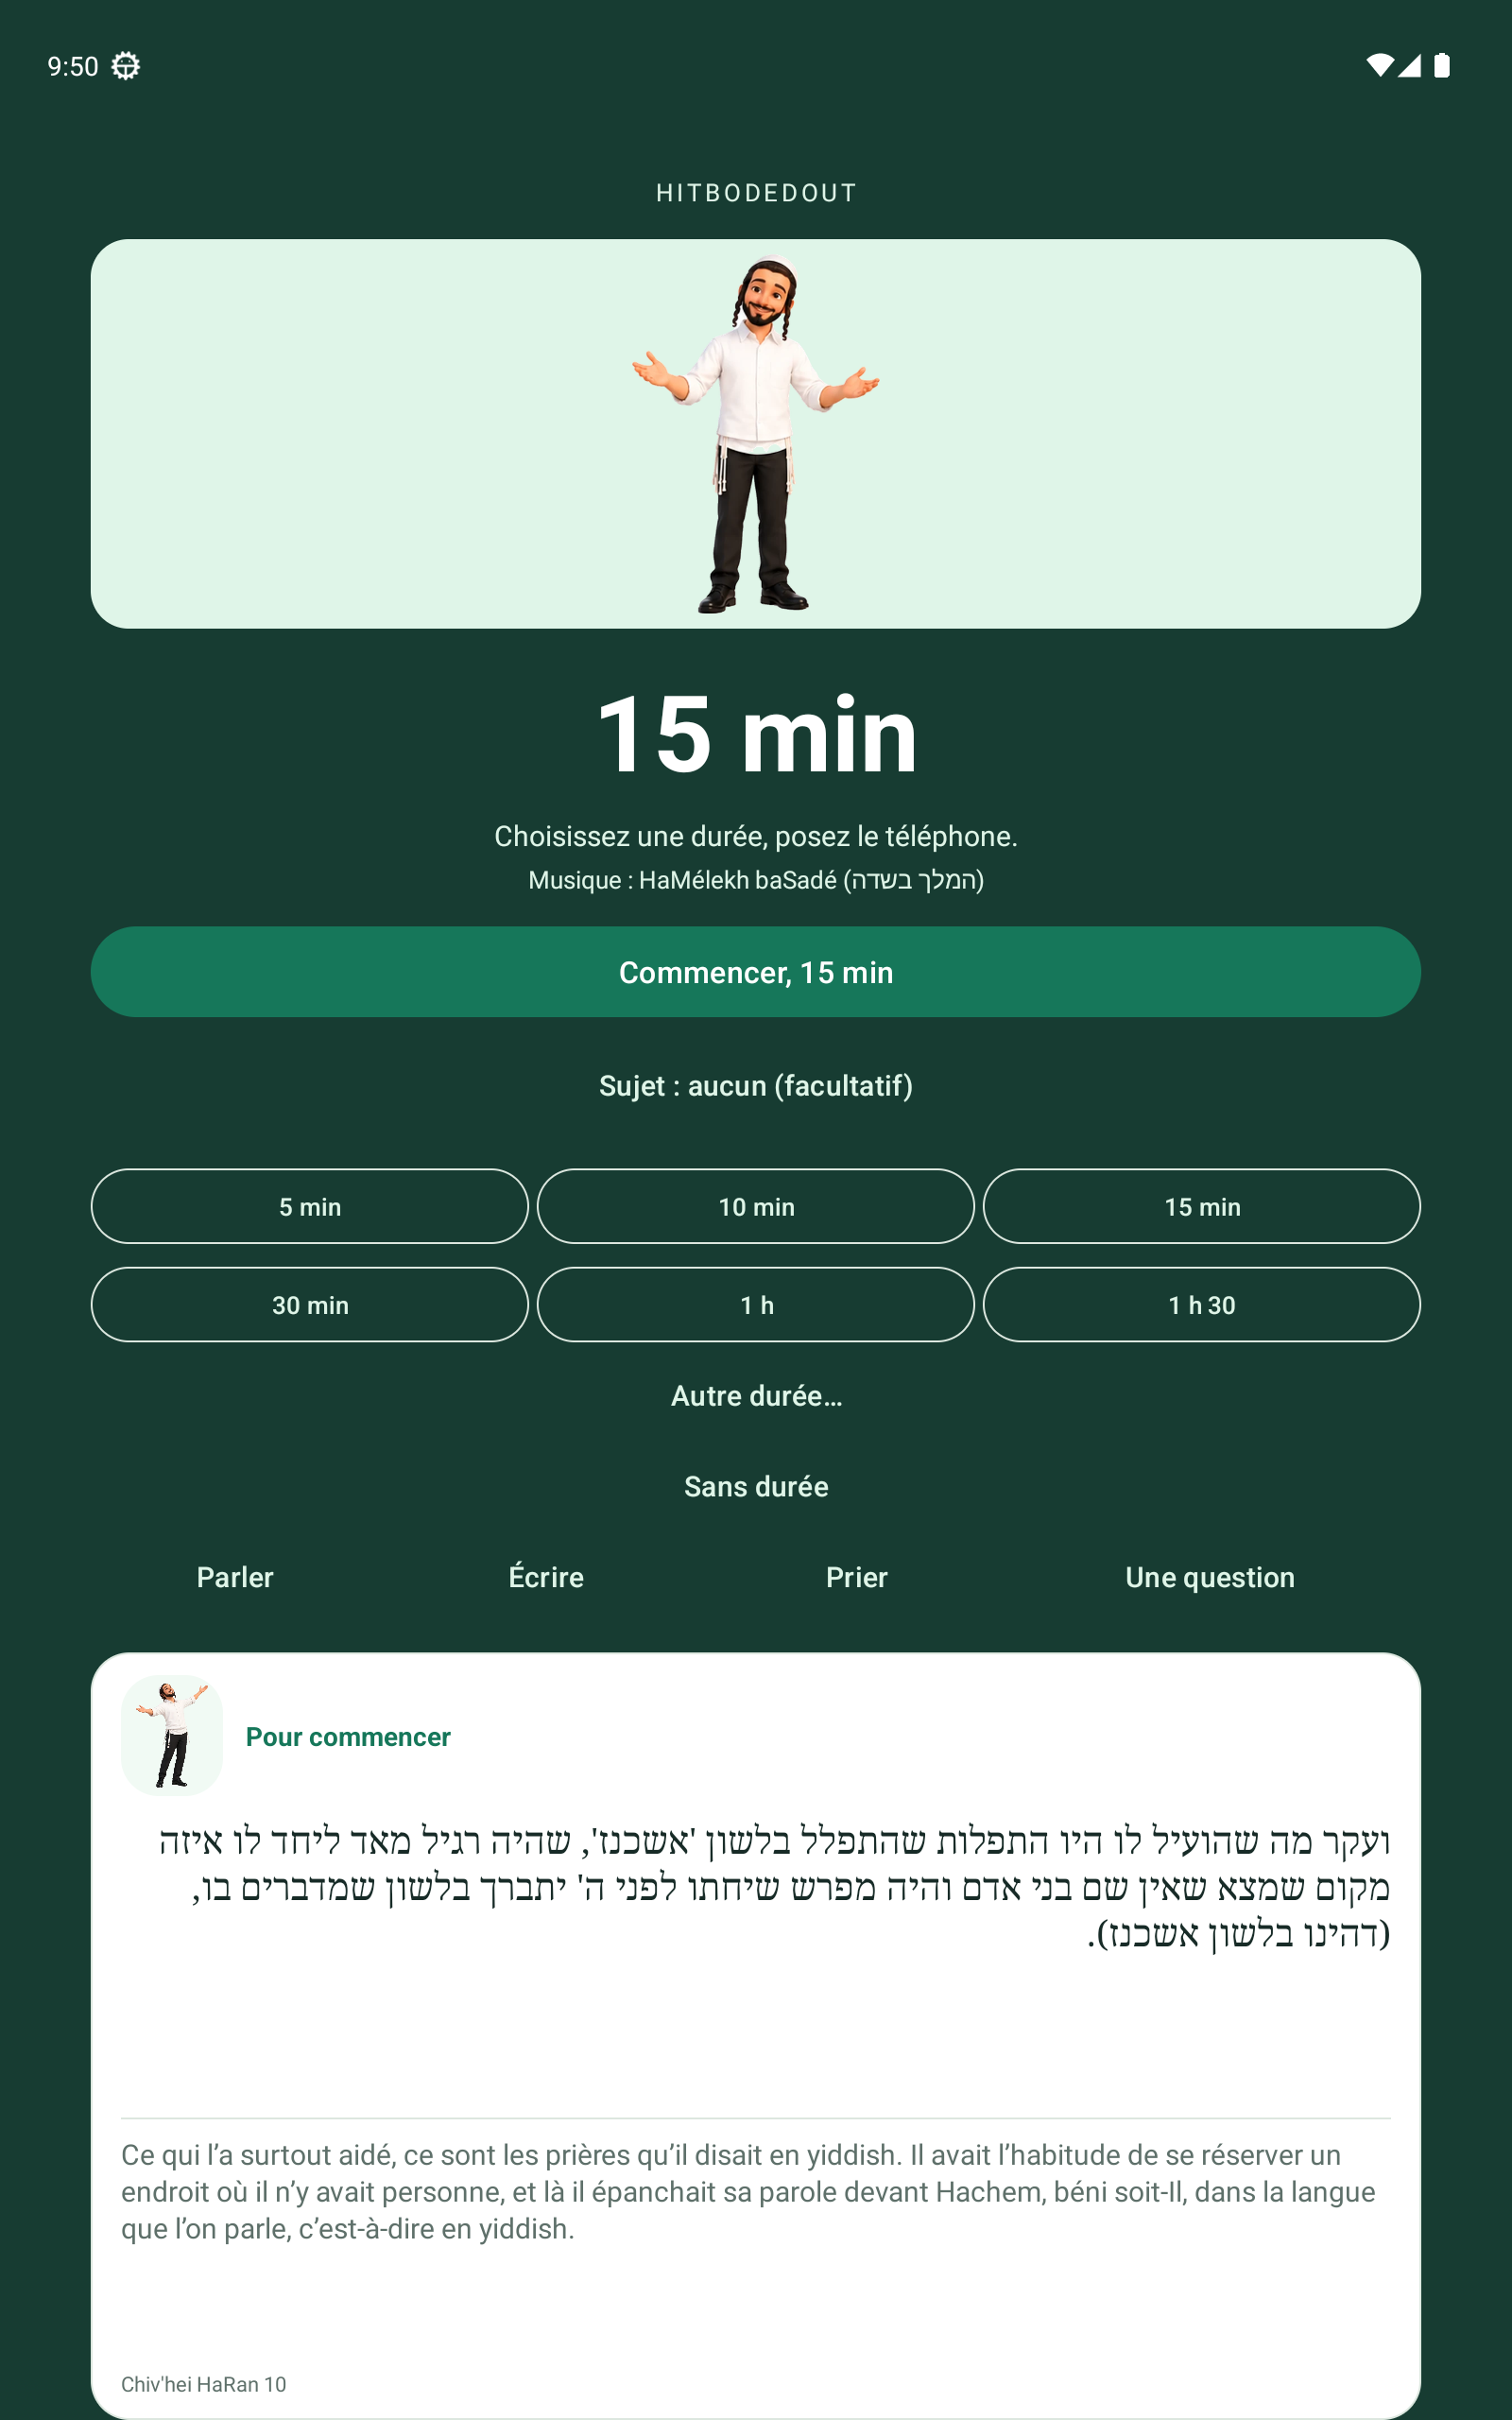 9:50
HITBODEDOUT
15 min
Choisissez une durée, posez le téléphone.
Musique : HaMélekh baSadé (המלך בשדה)
Commencer, 15 min
Sujet : aucun (facultatif)
5 min
10 min
15 min
30 min
1 h
1 h 30
Autre durée…
Sans durée
Parler
Écrire
Prier
Une question
Pour commencer
ועקר מה שהועיל לו היו התפלות שהתפלל בלשון 'אשכנז', שהיה רגיל מאד ליחד לו איזה
מקום שמצא שאין שם בני אדם והיה מפרש שיחתו לפני ה' יתברך בלשון שמדברים בו,
(דהינו בלשון אשכנז).
Ce qui l’a surtout aidé, ce sont les prières qu’il disait en yiddish. Il avait l’habitude de se réserver un
endroit où il n’y avait personne, et là il épanchait sa parole devant Hachem, béni soit-Il, dans la langue
que l’on parle, c’est-à-dire en yiddish.
Chiv'hei HaRan 10